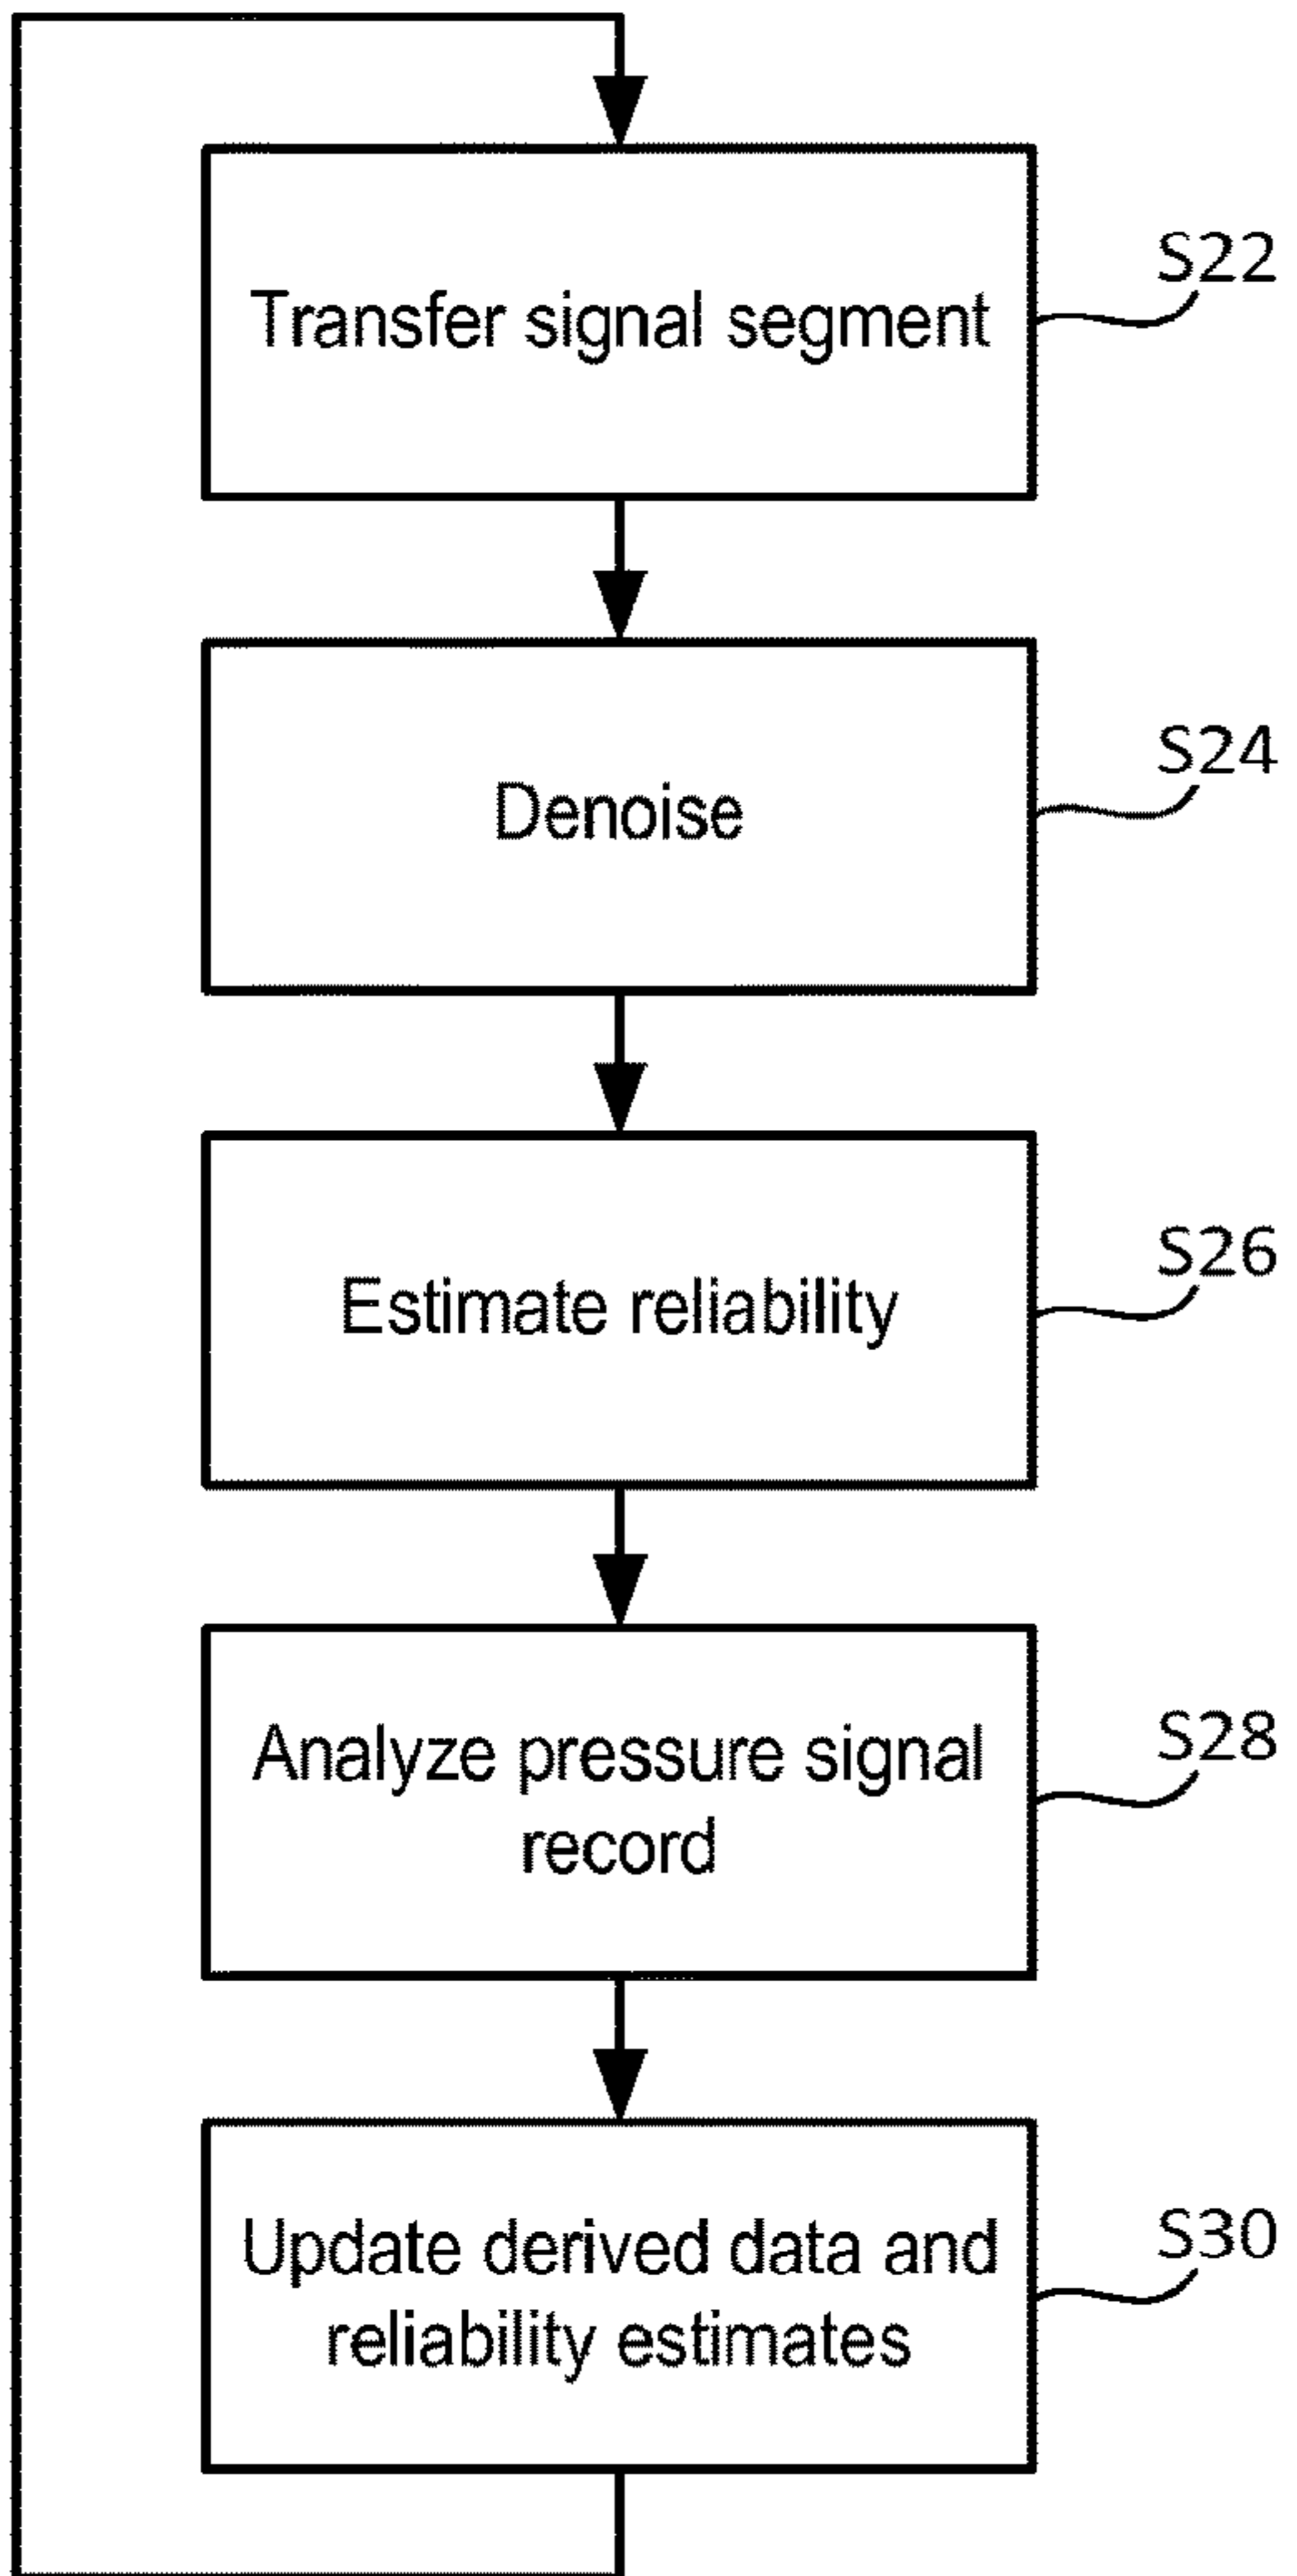 S22
Transfer signal segment
S24
Denoise
S26
Estimate reliability
S28
Analyze pressure signal
record
S30
Update derived data and
reliability estimates